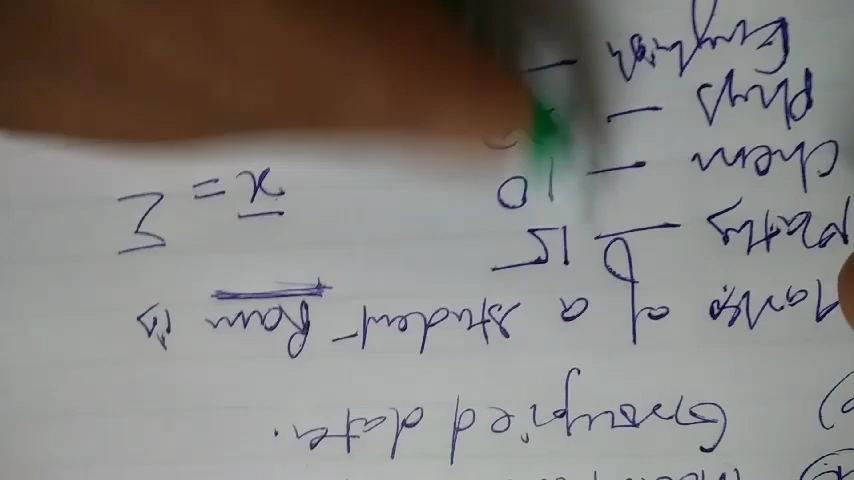 Grouped data.
Marks of a student Ram is
Maths — 15
Chem — 10 x̄ = Σ
Phys —
English —